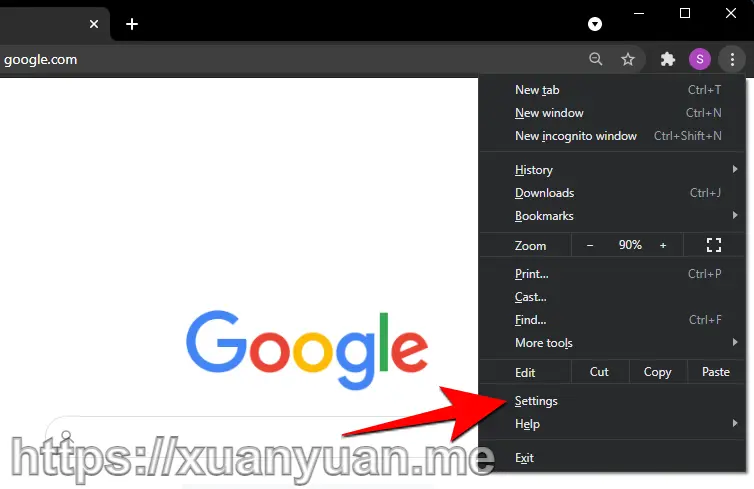 google.com
S
New tab Ctrl+T
New window Ctrl+N
New incognito window Ctrl+Shift+N
History
Downloads Ctrl+J
Bookmarks
Zoom − 90% +
Print... Ctrl+P
Cast...
Find... Ctrl+F
More tools
Google
Edit Cut Copy Paste
Settings
Help
https://xuanyuan.me
Exit